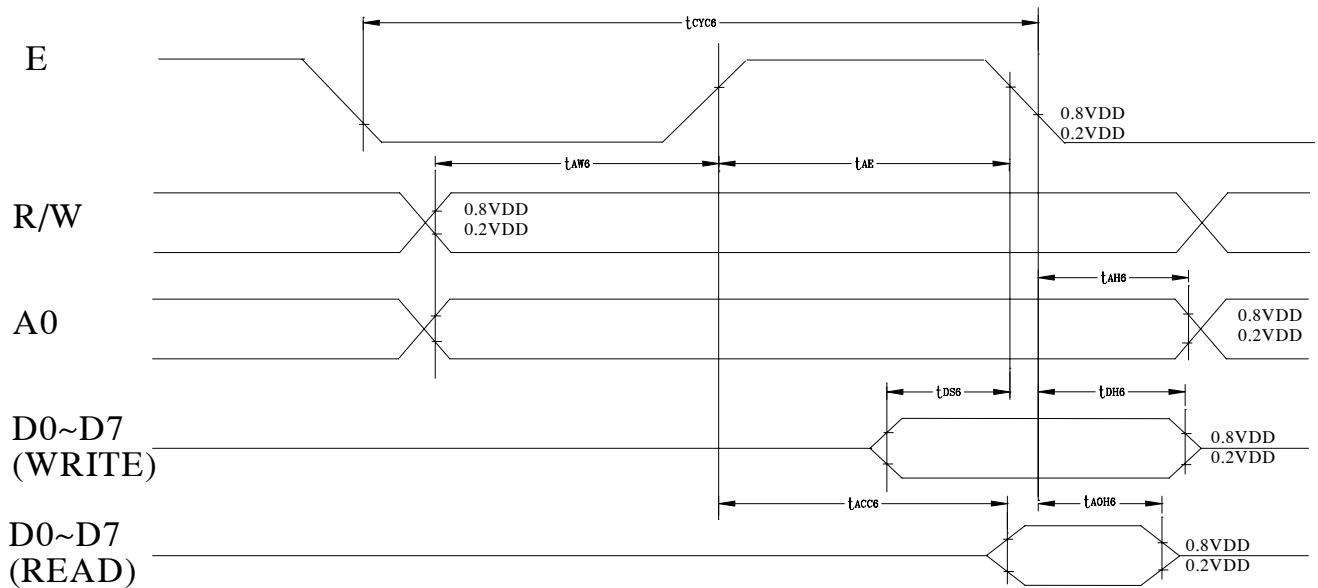 tCYC6
E
0.8VDD
0.2VDD
tAW6
tAE
R/W
0.8VDD
0.2VDD
tAH6
A0
0.8VDD
0.2VDD
tDS6
tDH6
D0~D7
(WRITE)
0.8VDD
0.2VDD
tACC6
tAOH6
D0~D7
(READ)
0.8VDD
0.2VDD